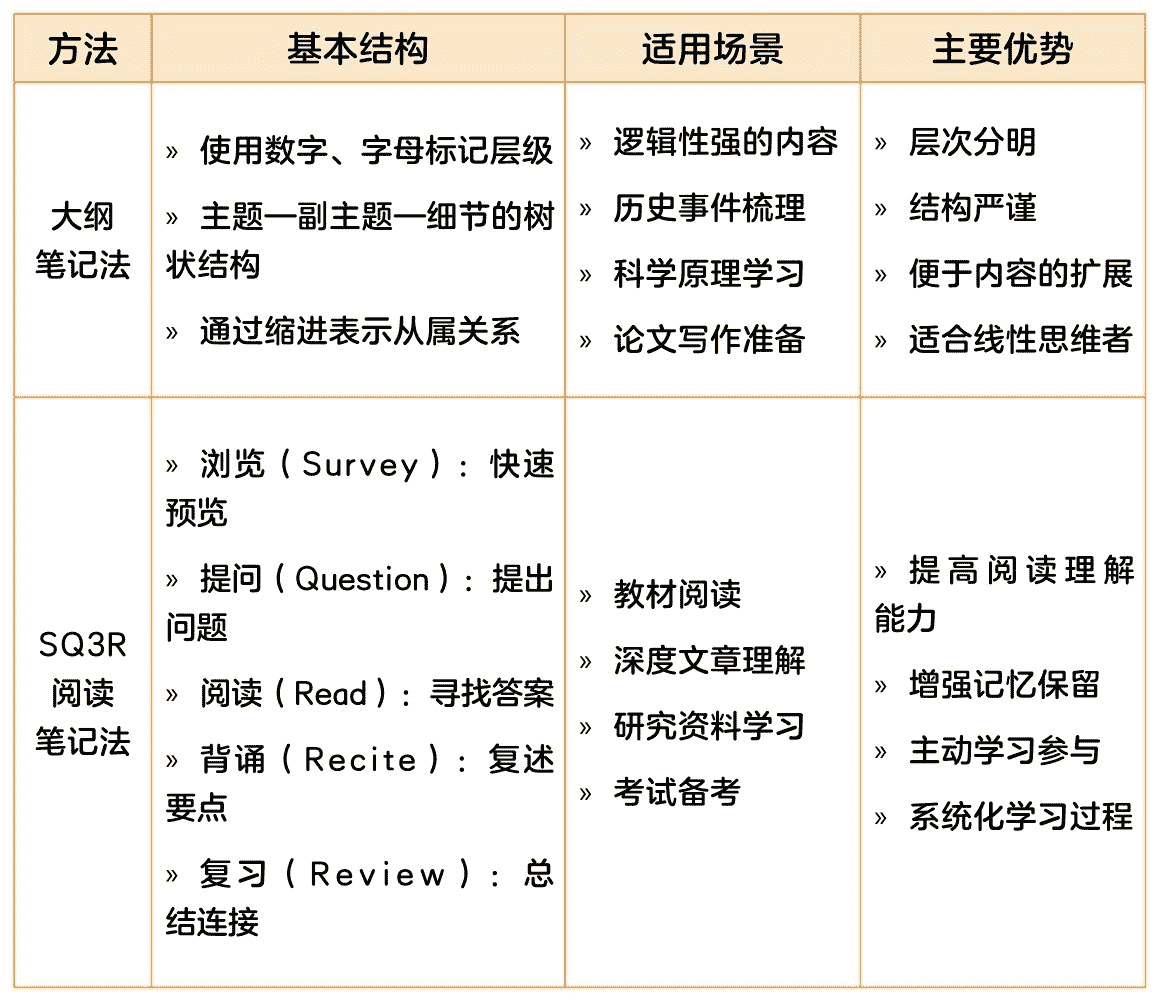 方法
基本结构
适用场景
主要优势
大纲
笔记法
» 使用数字、字母标记层级
» 主题—副主题—细节的树
状结构
» 通过缩进表示从属关系
» 逻辑性强的内容
» 历史事件梳理
» 科学原理学习
» 论文写作准备
» 层次分明
» 结构严谨
» 便于内容的扩展
» 适合线性思维者
SQ3R
阅读
笔记法
» 浏览（Survey）：快速
预览
» 提问（Question）：提出
问题
» 阅读（Read）：寻找答案
» 背诵（Recite）：复述
要点
» 复习（Review）：总
结连接
» 教材阅读
» 深度文章理解
» 研究资料学习
» 考试备考
» 提高阅读理解
能力
» 增强记忆保留
» 主动学习参与
» 系统化学习过程